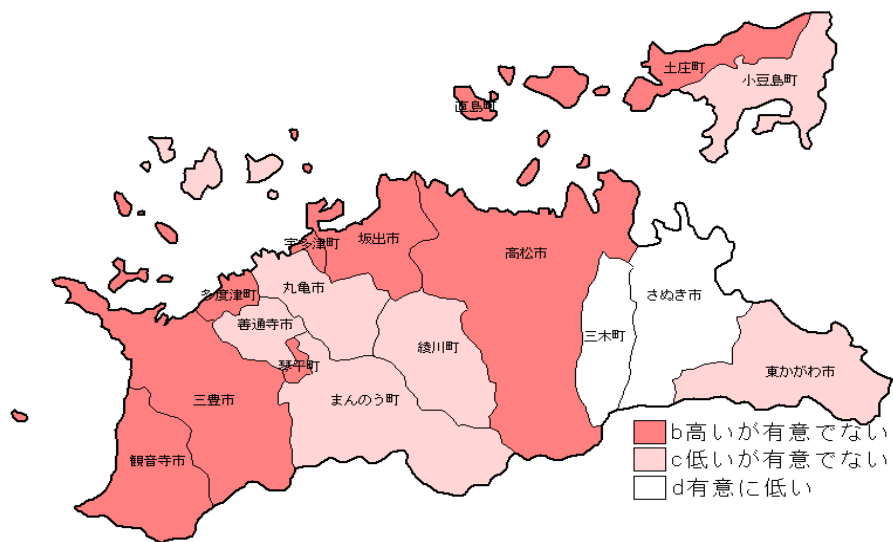 土庄町
小豆島町
直島町
宇多津町
坂出市
高松市
丸亀市
多度津町
さぬき市
善通寺市
三木町
綾川町
琴平町
東かがわ市
三豊市
まんのう町
観音寺市
b高いが有意でない
c低いが有意でない
d有意に低い